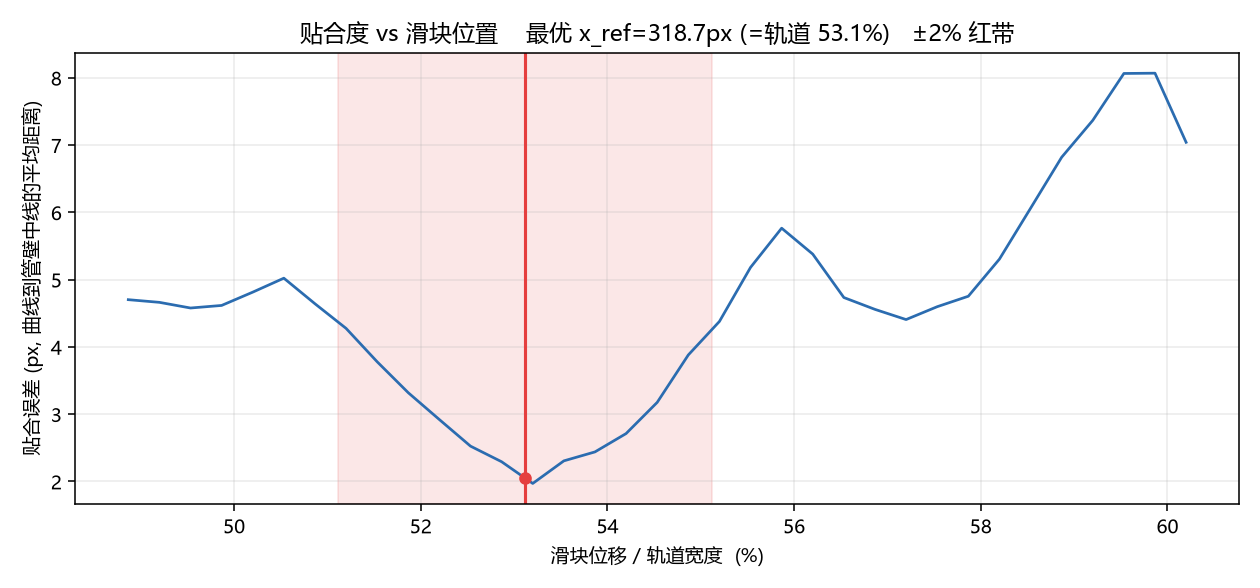 贴合度 vs 滑块位置    最优 x_ref=318.7px (=轨道 53.1%)   ±2% 红带
贴合误差 (px, 曲线到管壁中线的平均距离)
8
7
6
5
4
3
2
50 52 54 56 58 60
滑块位移 / 轨道宽度  (%)